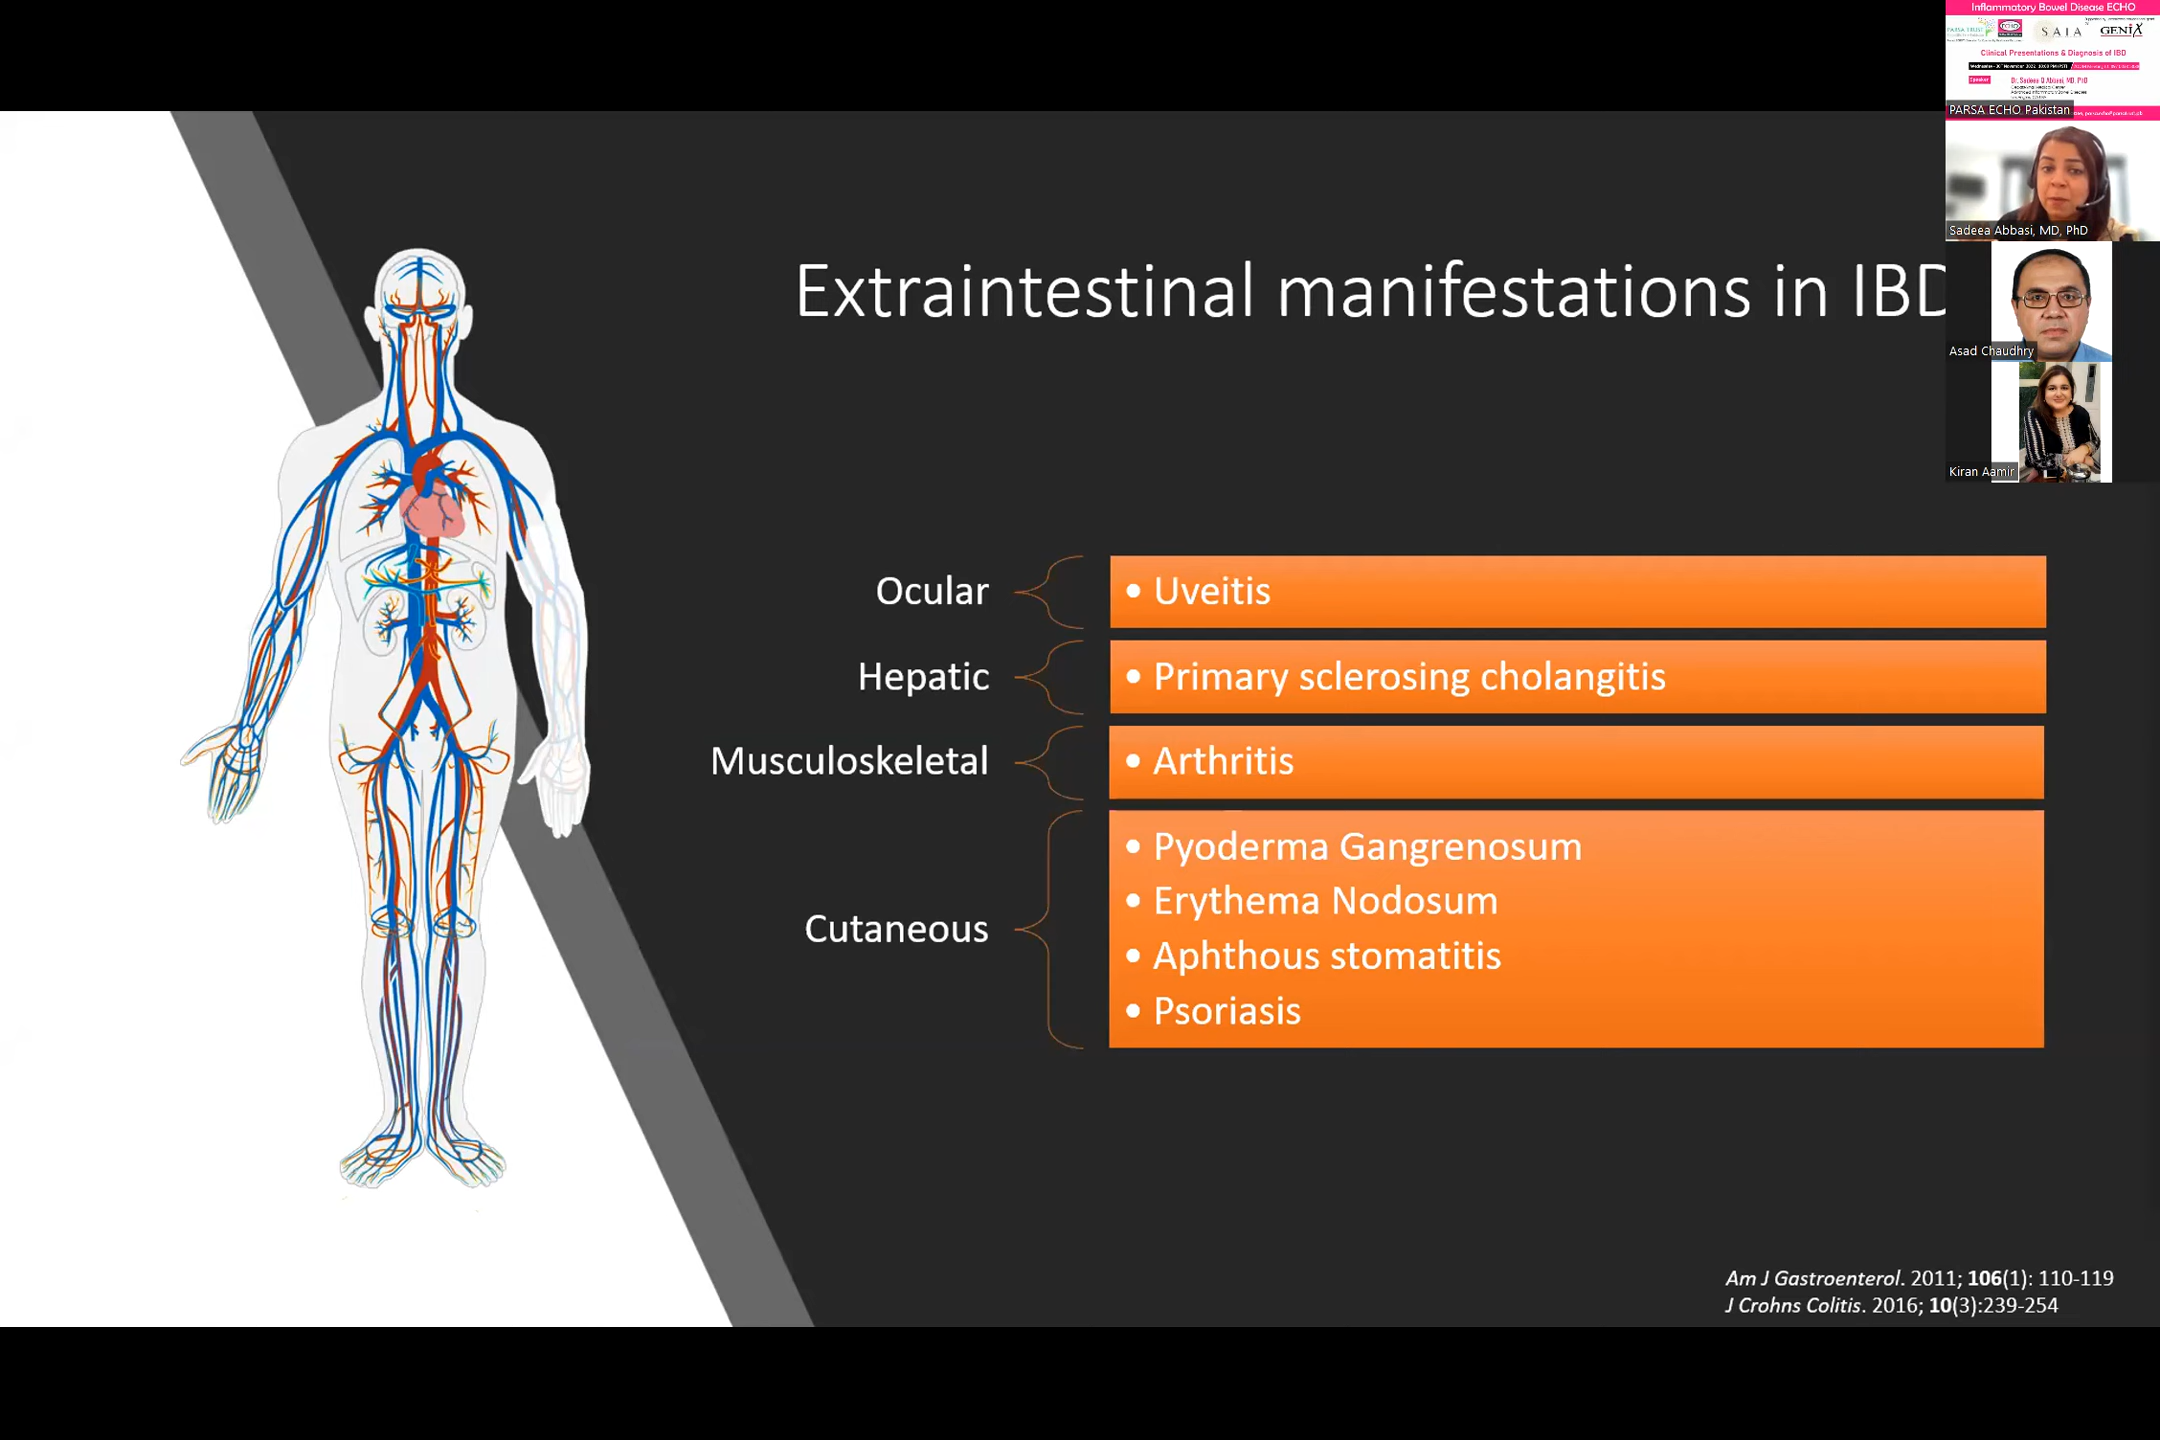 Extraintestinal manifestations in IBD
Ocular
• Uveitis
Hepatic
• Primary sclerosing cholangitis
Musculoskeletal
• Arthritis
Cutaneous
• Pyoderma Gangrenosum
• Erythema Nodosum
• Aphthous stomatitis
• Psoriasis
Am J Gastroenterol. 2011; 106(1): 110-119
J Crohns Colitis. 2016; 10(3):239-254
Inflammatory Bowel Disease ECHO
SAIA
GENIX
Clinical Presentations & Diagnosis of IBD
Speaker
Dr. Sadeea Q Abbasi, MD, PhD
PARSA ECHO Pakistan
Sadeea Abbasi, MD, PhD
Asad Chaudhry
Kiran Aamir